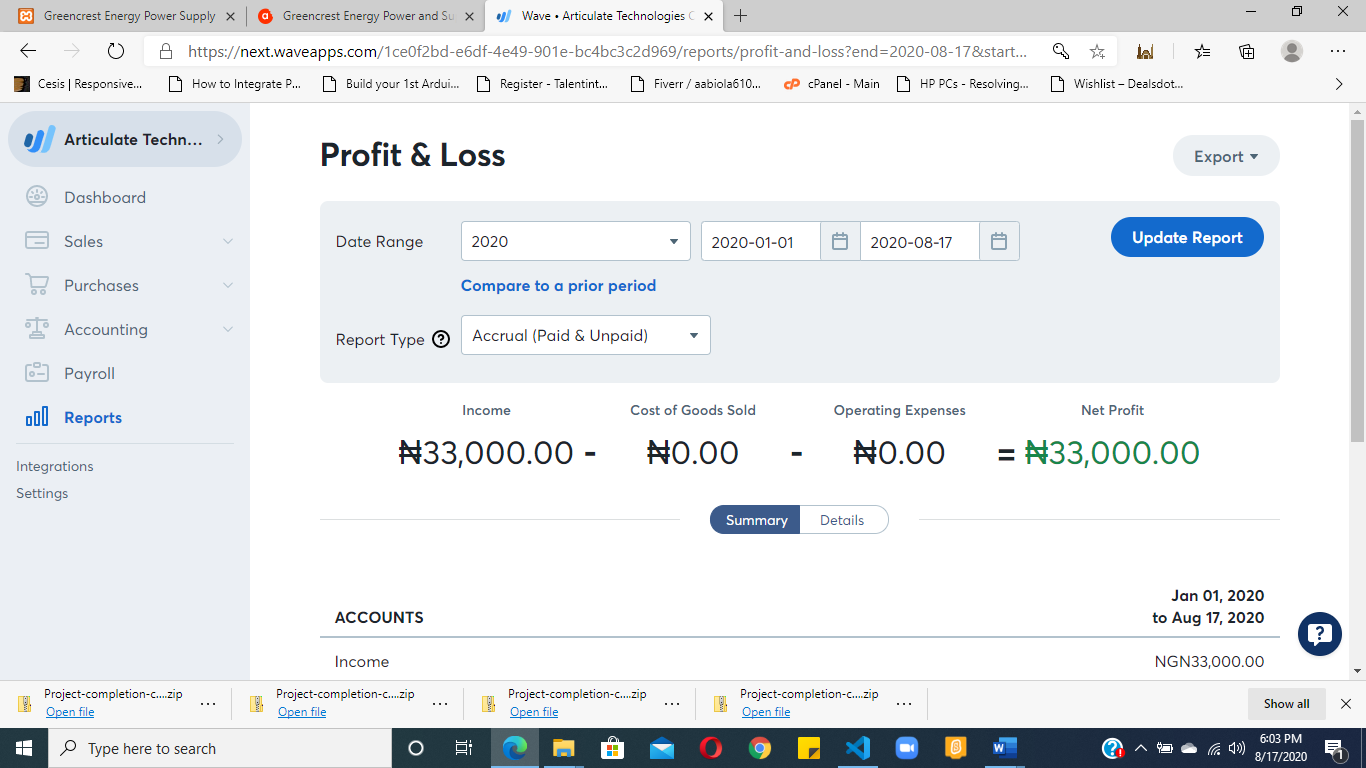 Greencrest Energy Power Supply
Greencrest Energy Power and Su
Wave • Articulate Technologies C
https://next.waveapps.com/1ce0f2bd-e6df-4e49-901e-bc4bc3c2d969/reports/profit-and-loss?end=2020-08-17&start...
Cesis | Responsive...
How to Integrate P...
Build your 1st Ardui...
Register - Talentint...
Fiverr / aabiola610...
cPanel - Main
HP PCs - Resolving...
Wishlist – Dealsdot...
Articulate Techn...
Dashboard
Sales
Purchases
Accounting
Payroll
Reports
Integrations
Settings
Profit & Loss
Export
Date Range
2020
2020-01-01
2020-08-17
Update Report
Compare to a prior period
Report Type
Accrual (Paid & Unpaid)
Income
Cost of Goods Sold
Operating Expenses
Net Profit
₦33,000.00 - ₦0.00 - ₦0.00 = ₦33,000.00
Summary
Details
ACCOUNTS
Jan 01, 2020
to Aug 17, 2020
Income
NGN33,000.00
Project-completion-c....zip
Open file
Project-completion-c....zip
Open file
Project-completion-c....zip
Open file
Project-completion-c....zip
Open file
Show all
Type here to search
6:03 PM
8/17/2020
1